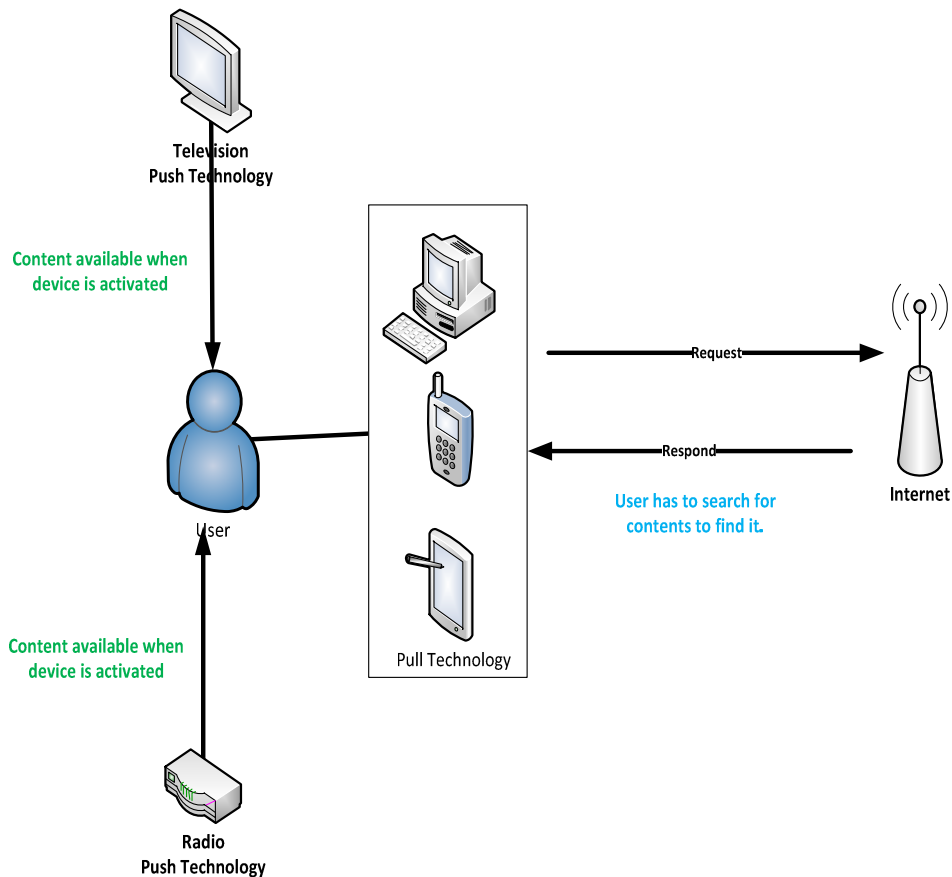 Television
Push Technology
Content available when
device is activated
Request
Respond
Internet
User has to search for
contents to find it.
User
Pull Technology
Content available when
device is activated
Radio
Push Technology